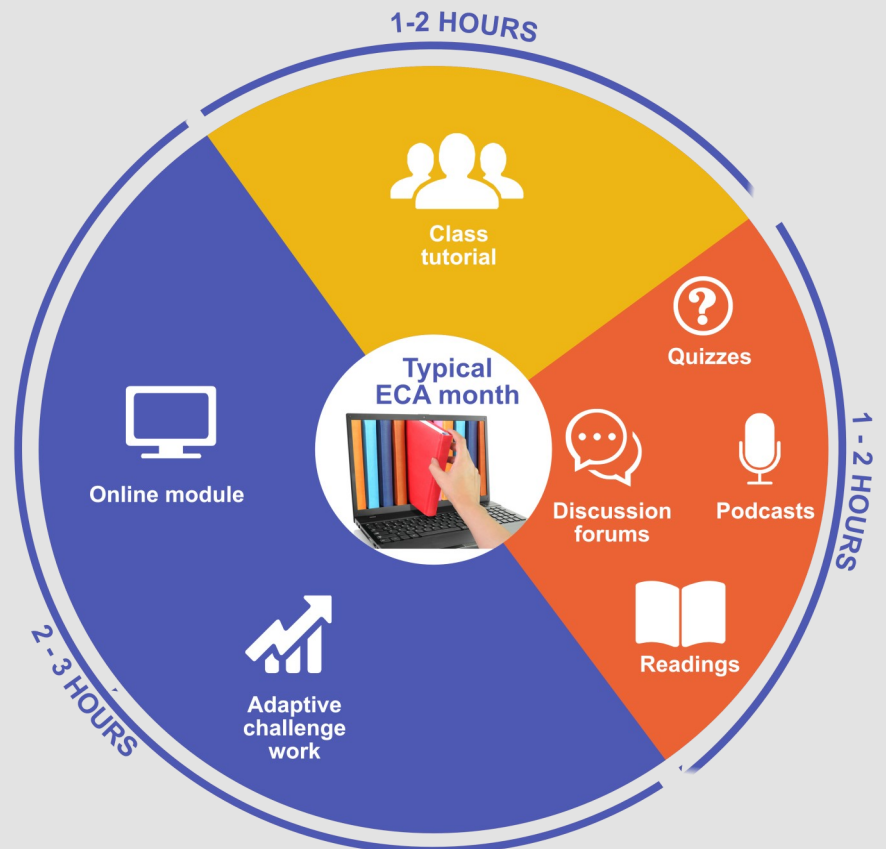 1-2 HOURS
Class
tutorial
Quizzes
Typical
ECA month
Discussion
forums
Podcasts
1 - 2 HOURS
Online module
Readings
Adaptive
challenge
work
2 - 3 HOURS